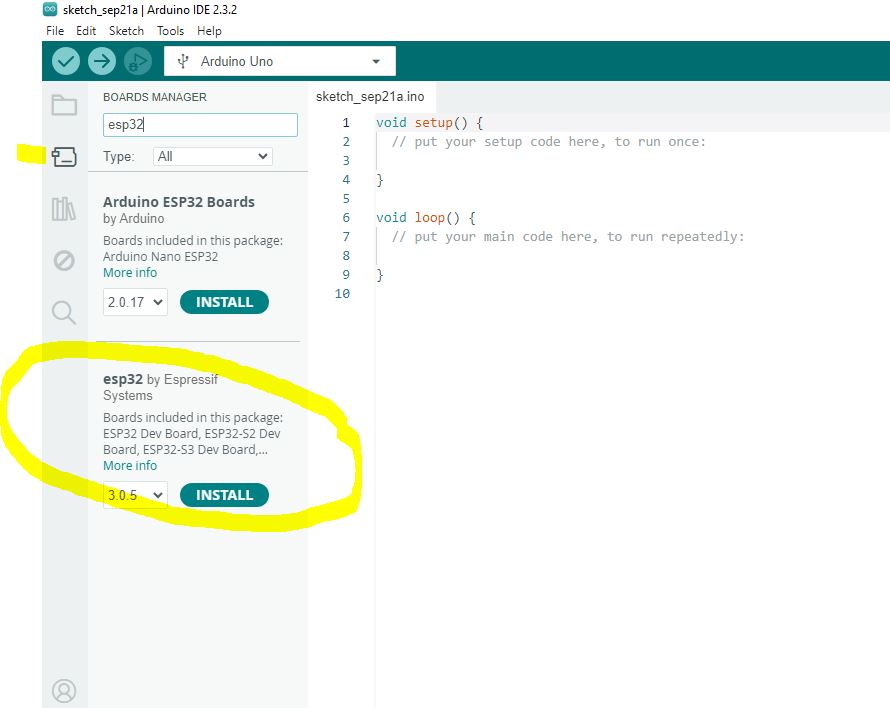 sketch_sep21a | Arduino IDE 2.3.2
File Edit Sketch Tools Help
Arduino Uno
BOARDS MANAGER
esp32
Type: All
Arduino ESP32 Boards
by Arduino
Boards included in this package:
Arduino Nano ESP32
More info
2.0.17 INSTALL
esp32 by Espressif
Systems
Boards included in this package:
ESP32 Dev Board, ESP32-S2 Dev
Board, ESP32-S3 Dev Board,...
More info
3.0.5 INSTALL
sketch_sep21a.ino
1 void setup() {
2 // put your setup code here, to run once:
3
4 }
5
6 void loop() {
7 // put your main code here, to run repeatedly:
8
9 }
10